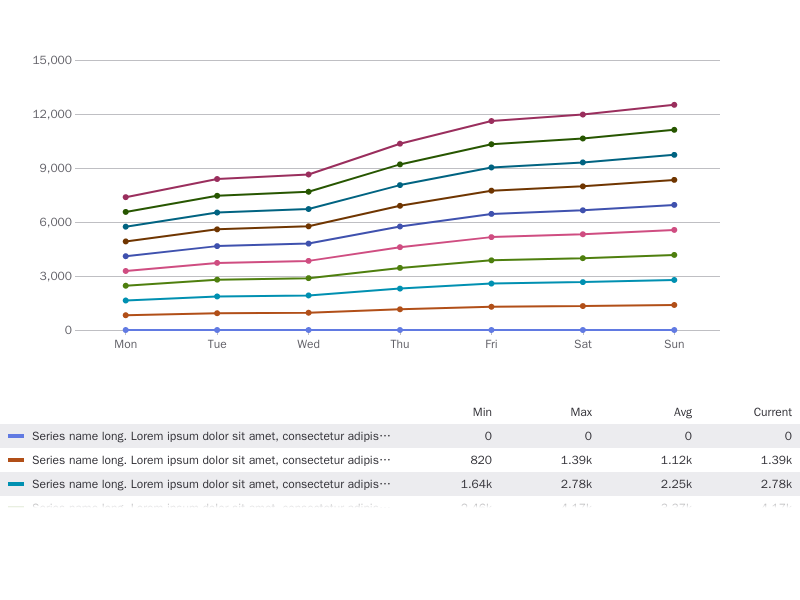 15,000
12,000
9,000
6,000
3,000
0
Mon Tue Wed Thu Fri Sat Sun
Min Max Avg Current
Series name long. Lorem ipsum dolor sit amet, consectetur adipis⋯ 0 0 0 0
Series name long. Lorem ipsum dolor sit amet, consectetur adipis⋯ 820 1.39k 1.12k 1.39k
Series name long. Lorem ipsum dolor sit amet, consectetur adipis⋯ 1.64k 2.78k 2.25k 2.78k